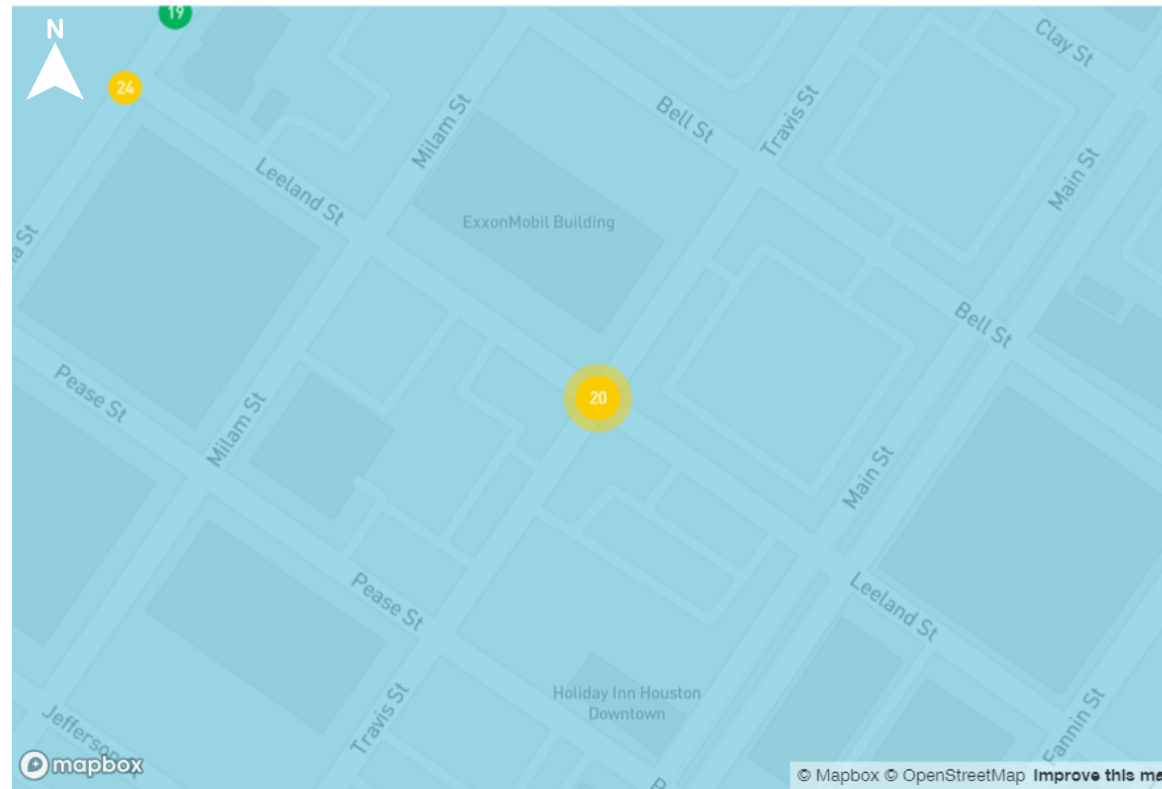 19
N
Clay St
24
Milam St
Bell St
Travis St
Main St
Leeland St
ExxonMobil Building
na St
Bell St
Pease St
20
Milam St
Main St
Pease St
Leeland St
Holiday Inn Houston
Downtown
Travis St
Fannin St
Jefferson
mapbox
P
© Mapbox © OpenStreetMap Improve this ma